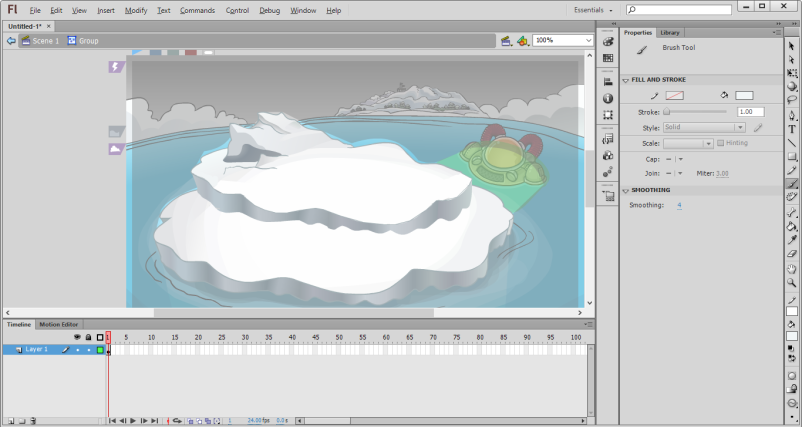 Fl File Edit View Insert Modify Text Commands Control Debug Window Help Essentials
Untitled-1* ×
Scene 1 Group 100%
Properties Library
Brush Tool
FILL AND STROKE
Stroke: 1.00
Style: Solid
Scale: Hinting
Cap:
Join: Miter: 3.00
SMOOTHING
Smoothing: 4
Timeline Motion Editor
1 5 10 15 20 25 30 35 40 45 50 55 60 65 70 75 80 85 90 95 100
Layer 1
1 24.00 fps 0.0 s